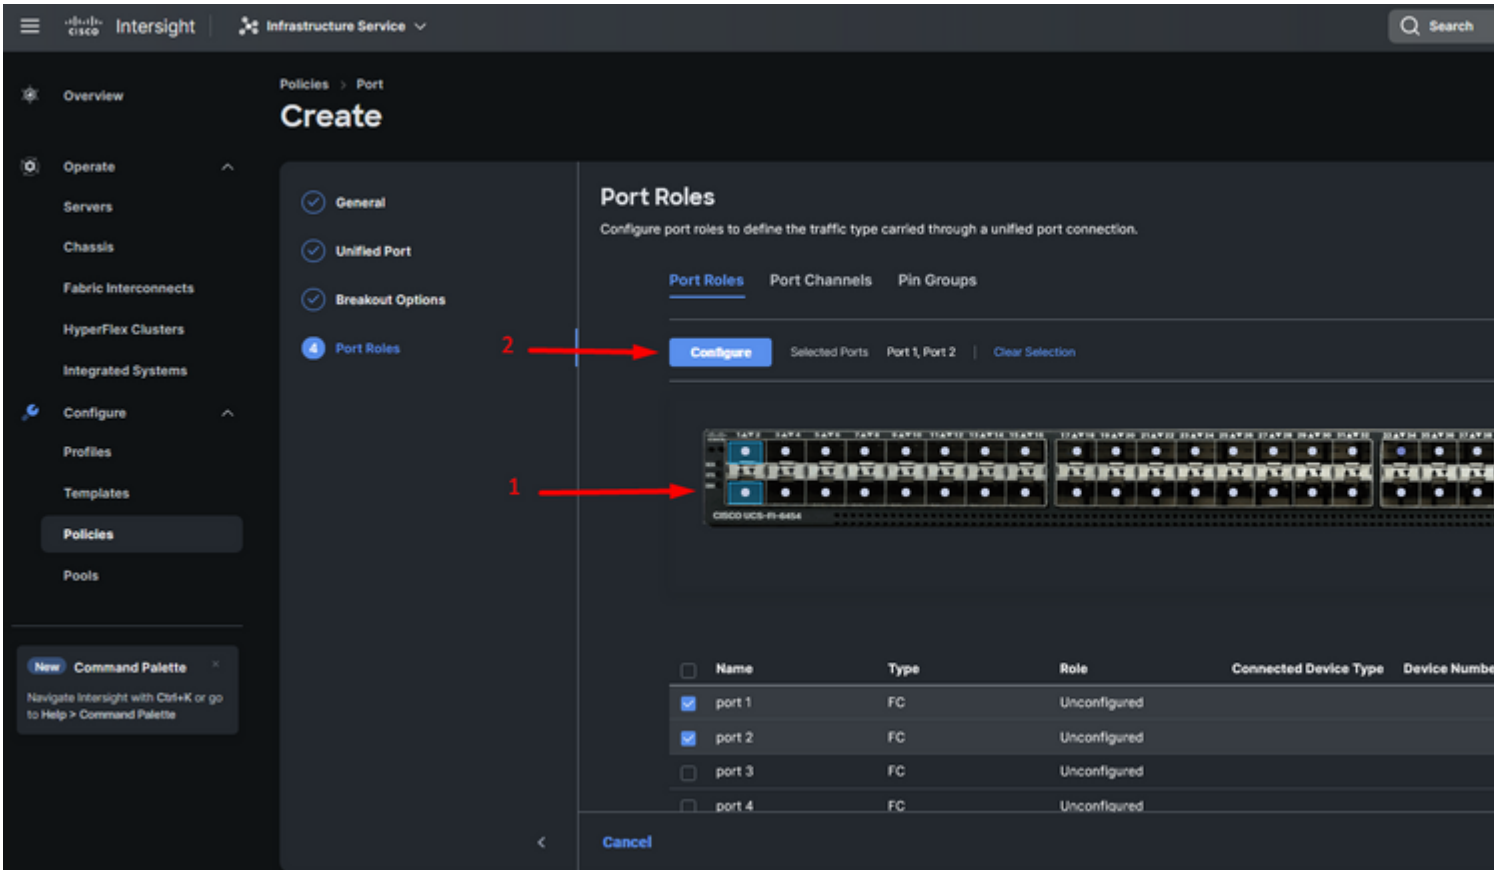 cisco Intersight
Infrastructure Service
Search
Overview
Operate
Servers
Chassis
Fabric Interconnects
HyperFlex Clusters
Integrated Systems
Configure
Profiles
Templates
Policies
Pools
New Command Palette ×
Navigate Intersight with Ctrl+K or go
to Help > Command Palette
Policies > Port
Create
General
Unified Port
Breakout Options
4 Port Roles
Port Roles
Configure port roles to define the traffic type carried through a unified port connection.
Port Roles Port Channels Pin Groups
2
Configure Selected Ports Port 1, Port 2 | Clear Selection
1
CISCO UCS-FI-6454
Name Type Role Connected Device Type Device Numbe
port 1 FC Unconfigured
port 2 FC Unconfigured
port 3 FC Unconfigured
port 4 FC Unconfigured
Cancel